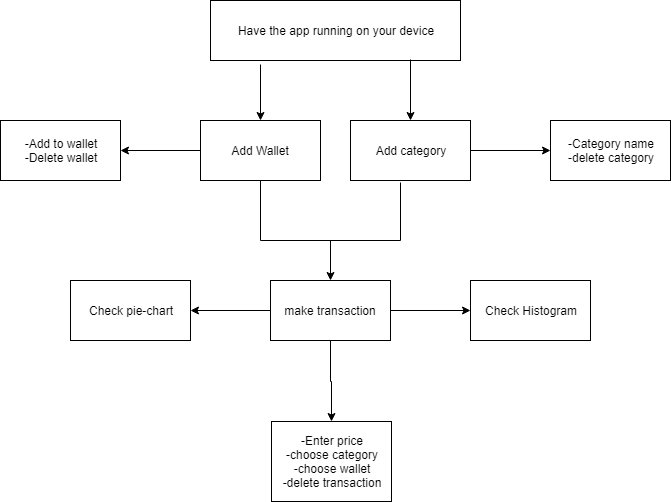 Have the app running on your device
-Add to wallet
-Delete wallet
Add Wallet
Add category
-Category name
-delete category
Check pie-chart
make transaction
Check Histogram
-Enter price
-choose category
-choose wallet
-delete transaction